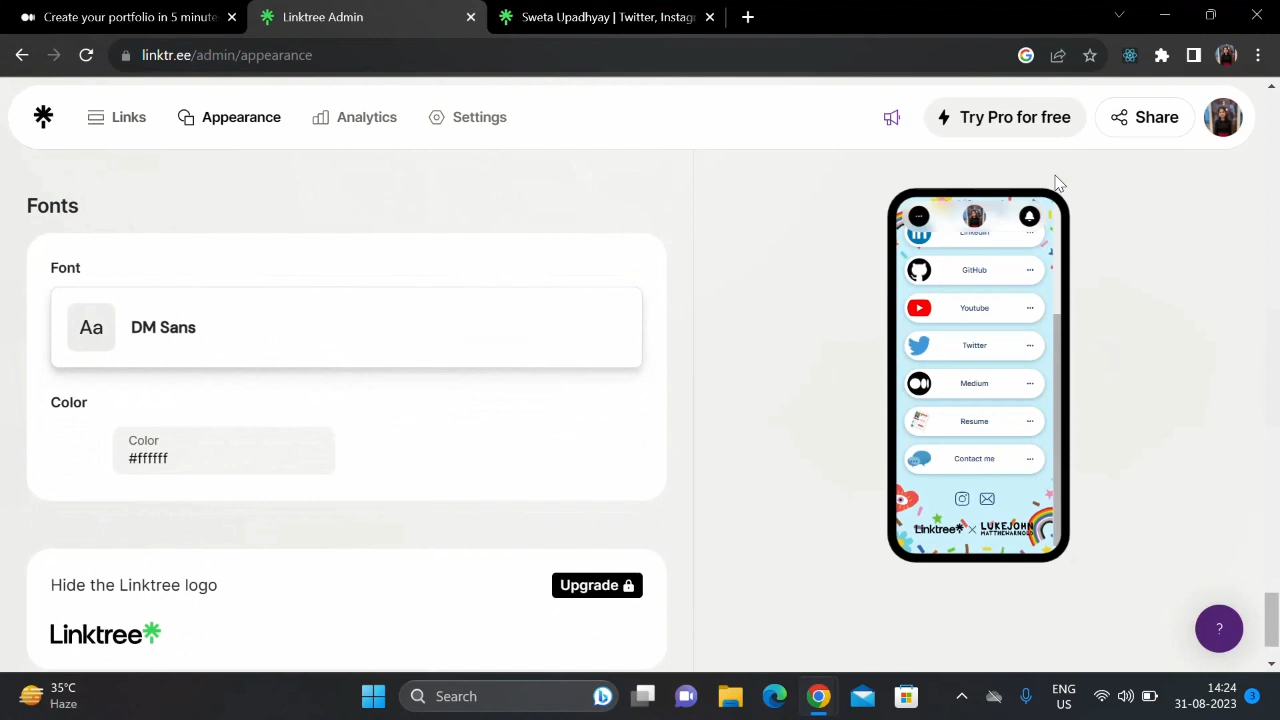 Create your portfolio in 5 minute
Linktree Admin
Sweta Upadhyay | Twitter, Instag
linktr.ee/admin/appearance
Links
Appearance
Analytics
Settings
Try Pro for free
Share
Fonts
Font
Aa
DM Sans
Color
Color
#ffffff
Hide the Linktree logo
Upgrade
Linktree
LinkedIn
GitHub
Youtube
Twitter
Medium
Resume
Contact me
Linktree
LUKEJOHN
MATTHEWARNOLD
?
35°C
Haze
Search
ENG
US
14:24
31-08-2023
3